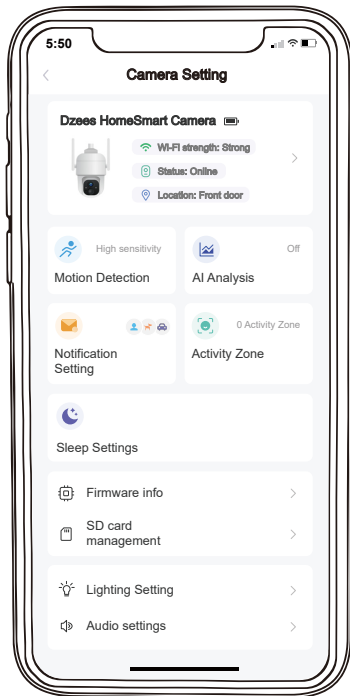 5:50
Camera Setting
Dzees HomeSmart Camera
Wi-Fi strength: Strong
Status: Online
Location: Front door
High sensitivity
Motion Detection
Off
AI Analysis
Notification
Setting
0 Activity Zone
Activity Zone
Sleep Settings
Firmware info
SD card
management
Lighting Setting
Audio settings